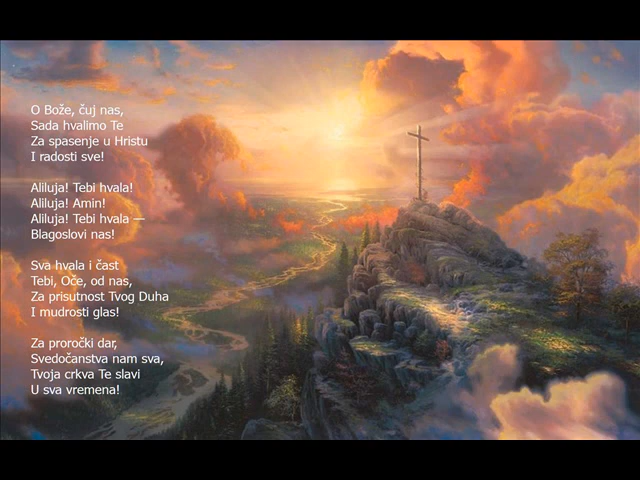 O Bože, čuj nas,
Sada hvalimo Te
Za spasenje u Hristu
I radosti sve!
Aliluja! Tebi hvala!
Aliluja! Amin!
Aliluja! Tebi hvala —
Blagoslovi nas!
Sva hvala i čast
Tebi, Oče, od nas,
Za prisutnost Tvog Duha
I mudrosti glas!
Za proročki dar,
Svedočanstva nam sva,
Tvoja crkva Te slavi
U sva vremena!